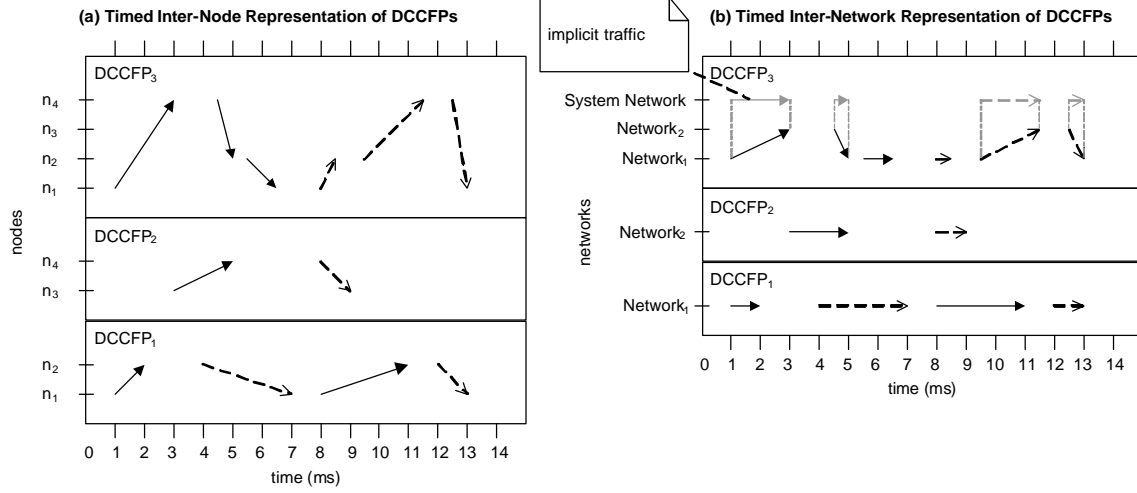 (a) Timed Inter-Node Representation of DCCFPs
DCCFP₃
n₄
n₃
n₂
n₁
DCCFP₂
n₄
n₃
DCCFP₁
n₂
n₁
nodes
0 1 2 3 4 5 6 7 8 9 10 11 12 13 14
time (ms)
implicit traffic
(b) Timed Inter-Network Representation of DCCFPs
DCCFP₃
System Network
Network₂
Network₁
DCCFP₂
Network₂
DCCFP₁
Network₁
networks
0 1 2 3 4 5 6 7 8 9 10 11 12 13 14
time (ms)